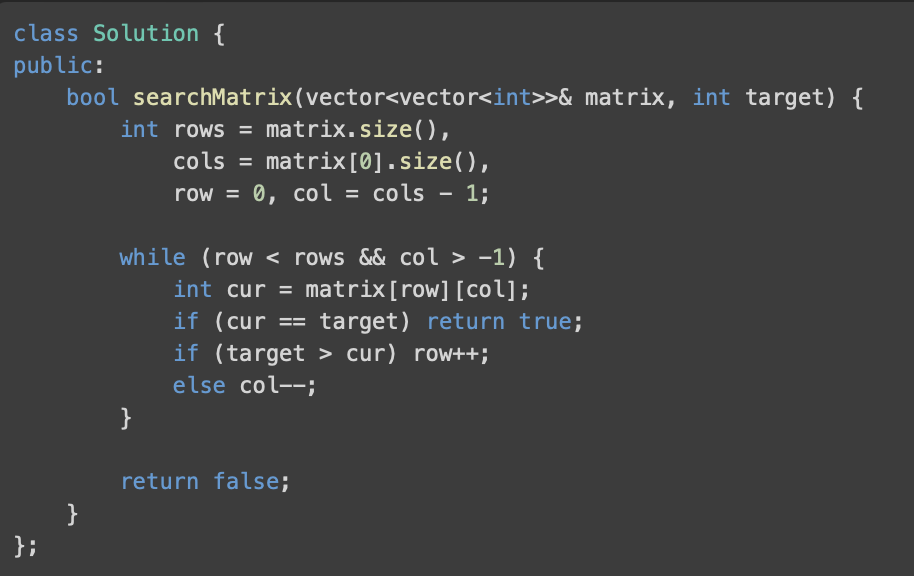 class Solution {
public:
    bool searchMatrix(vector<vector<int>>& matrix, int target) {
        int rows = matrix.size(),
            cols = matrix[0].size(),
            row = 0, col = cols - 1;

        while (row < rows && col > -1) {
            int cur = matrix[row][col];
            if (cur == target) return true;
            if (target > cur) row++;
            else col--;
        }

        return false;
    }
};